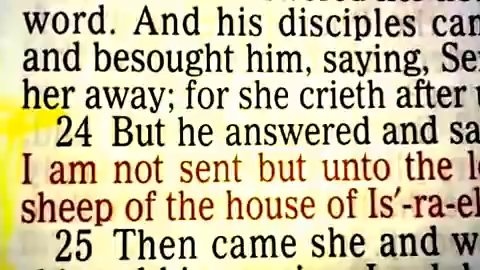 word. And his disciples
and besought him, saying,
her away; for she crieth after
24 But he answered and
I am not sent but unto the
sheep of the house of Is′-ra-el
25 Then came she and